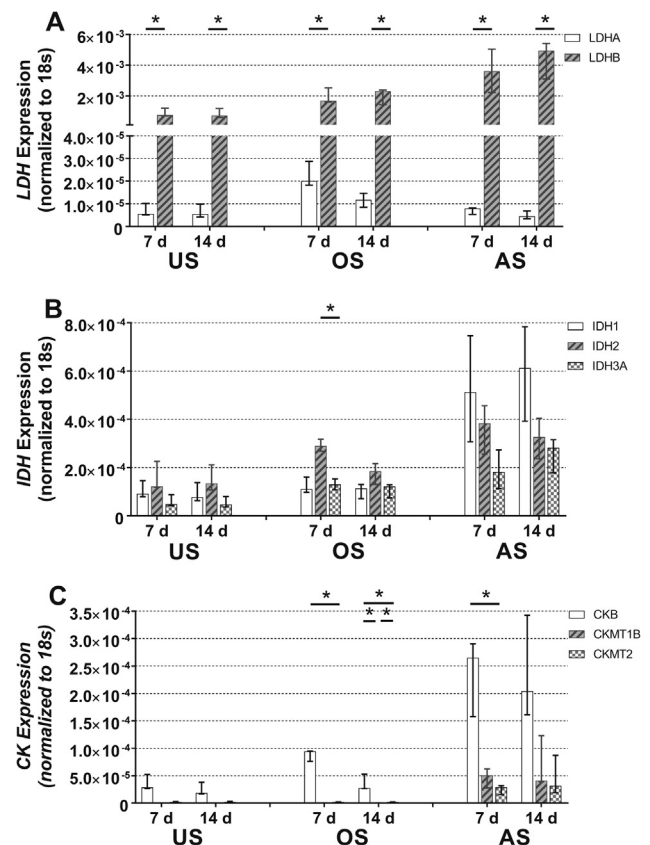 A
* * * * * *
LDH Expression
(normalized to 18s)
6×10⁻³
4×10⁻³
2×10⁻³
4.0×10⁻⁵
3.0×10⁻⁵
2.0×10⁻⁵
1.0×10⁻⁵
0
LDHA
LDHB
7 d 14 d 7 d 14 d 7 d 14 d
US OS AS
B
*
IDH Expression
(normalized to 18s)
8.0×10⁻⁴
6.0×10⁻⁴
4.0×10⁻⁴
2.0×10⁻⁴
0
IDH1
IDH2
IDH3A
7 d 14 d 7 d 14 d 7 d 14 d
US OS AS
C
* * *
* *
CK Expression
(normalized to 18s)
3.5×10⁻⁴
3.0×10⁻⁴
2.5×10⁻⁴
2.0×10⁻⁴
1.5×10⁻⁴
1.0×10⁻⁴
5.0×10⁻⁵
0
CKB
CKMT1B
CKMT2
7 d 14 d 7 d 14 d 7 d 14 d
US OS AS